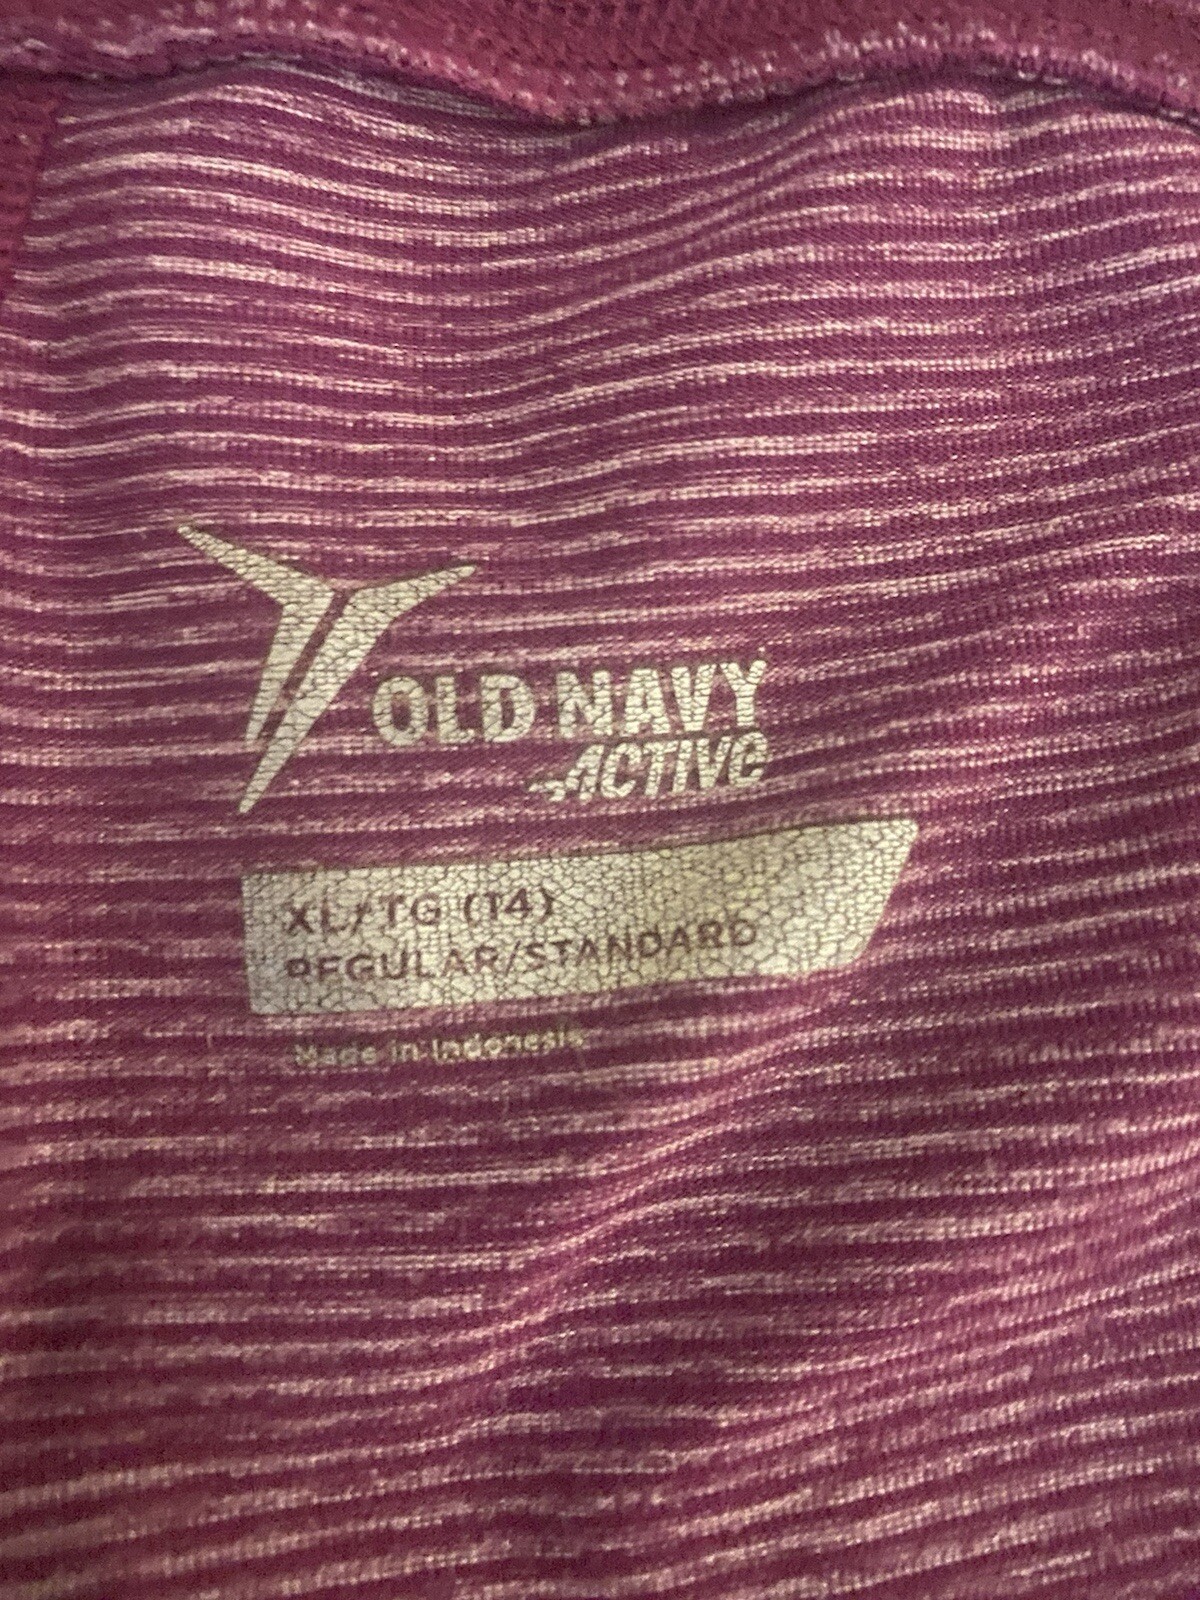 OLD NAVY
ACTIVE
XL/TG (14)
REGULAR/STANDARD
Made in Indonesia